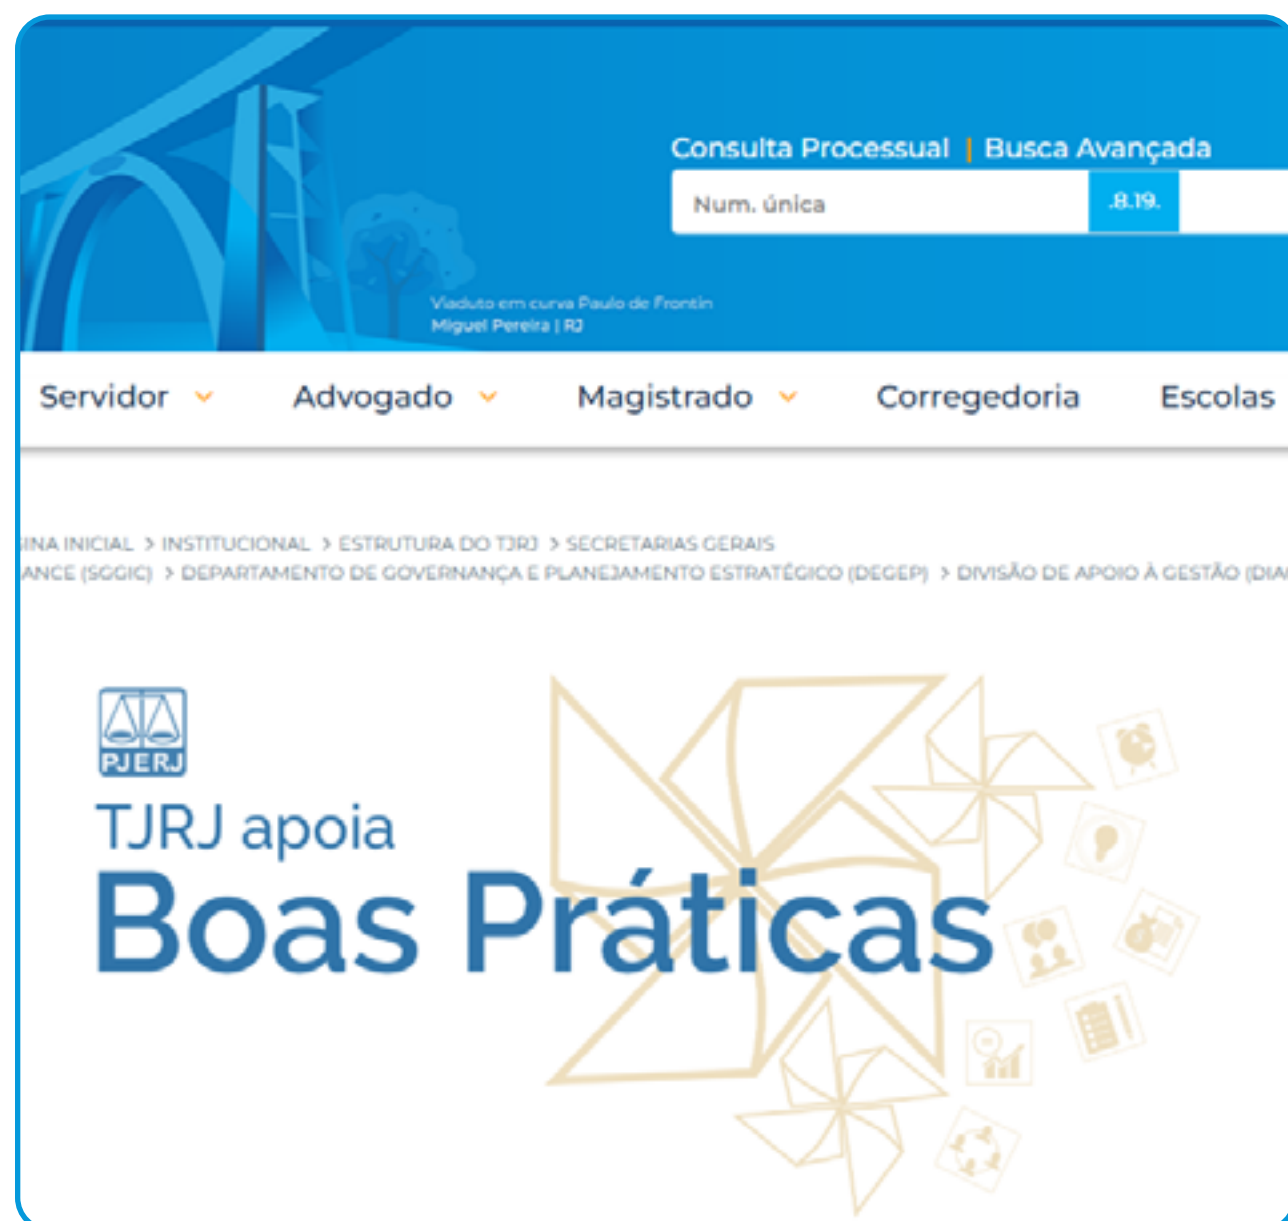 Consulta Processual | Busca Avançada
Num. única .8.19.
Viaduto em curva Paulo de Frontin
Miguel Pereira | RJ
Servidor Advogado Magistrado Corregedoria Escolas
INICIAL > INSTITUCIONAL > ESTRUTURA DO TJRJ > SECRETARIAS GERAIS
(SGGIC) > DEPARTAMENTO DE GOVERNANÇA E PLANEJAMENTO ESTRATÉGICO (DEGEP) > DIVISÃO DE APOIO À GESTÃO
PJERJ
TJRJ apoia
Boas Práticas